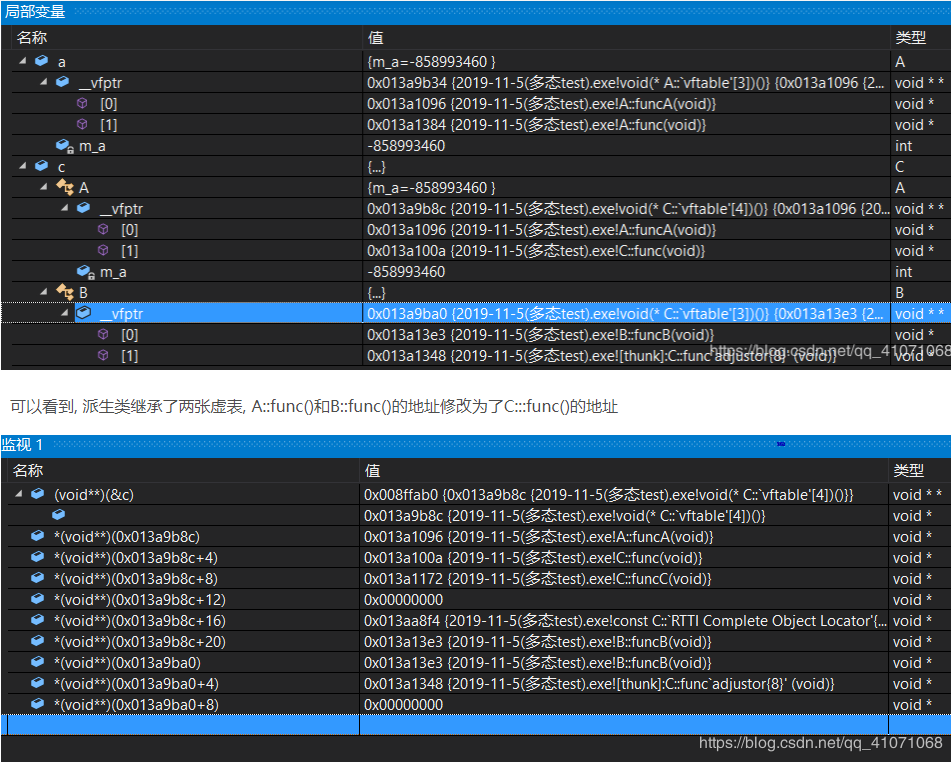 局部变量
名称 值 类型
a {m_a=-858993460 } A
__vfptr 0x013a9b34 {2019-11-5(多态test).exe!void(* A::`vftable'[3])()} {0x013a1096 {2... void * *
[0] 0x013a1096 {2019-11-5(多态test).exe!A::funcA(void)} void *
[1] 0x013a1384 {2019-11-5(多态test).exe!A::func(void)} void *
m_a -858993460 int
c {...} C
A {m_a=-858993460 } A
__vfptr 0x013a9b8c {2019-11-5(多态test).exe!void(* C::`vftable'[4])()} {0x013a1096 {20... void * *
[0] 0x013a1096 {2019-11-5(多态test).exe!A::funcA(void)} void *
[1] 0x013a100a {2019-11-5(多态test).exe!C::func(void)} void *
m_a -858993460 int
B {...} B
__vfptr 0x013a9ba0 {2019-11-5(多态test).exe!void(* C::`vftable'[3])()} {0x013a13e3 {2... void * *
[0] 0x013a13e3 {2019-11-5(多态test).exe!B::funcB(void)} void *
[1] 0x013a1348 {2019-11-5(多态test).exe![thunk]:C::func`adjustor{8}' (void)} void *
https://blog.csdn.net/qq_41071068
可以看到, 派生类继承了两张虚表, A::func()和B::func()的地址修改为了C:::func()的地址
监视 1
名称 值 类型
(void**)(&c) 0x008ffab0 {0x013a9b8c {2019-11-5(多态test).exe!void(* C::`vftable'[4])()}} void * *
0x013a9b8c {2019-11-5(多态test).exe!void(* C::`vftable'[4])()} void *
*(void**)(0x013a9b8c) 0x013a1096 {2019-11-5(多态test).exe!A::funcA(void)} void *
*(void**)(0x013a9b8c+4) 0x013a100a {2019-11-5(多态test).exe!C::func(void)} void *
*(void**)(0x013a9b8c+8) 0x013a1172 {2019-11-5(多态test).exe!C::funcC(void)} void *
*(void**)(0x013a9b8c+12) 0x00000000 void *
*(void**)(0x013a9b8c+16) 0x013aa8f4 {2019-11-5(多态test).exe!const C::`RTTI Complete Object Locator'{... void *
*(void**)(0x013a9b8c+20) 0x013a13e3 {2019-11-5(多态test).exe!B::funcB(void)} void *
*(void**)(0x013a9ba0) 0x013a13e3 {2019-11-5(多态test).exe!B::funcB(void)} void *
*(void**)(0x013a9ba0+4) 0x013a1348 {2019-11-5(多态test).exe![thunk]:C::func`adjustor{8}' (void)} void *
*(void**)(0x013a9ba0+8) 0x00000000 void *
https://blog.csdn.net/qq_41071068